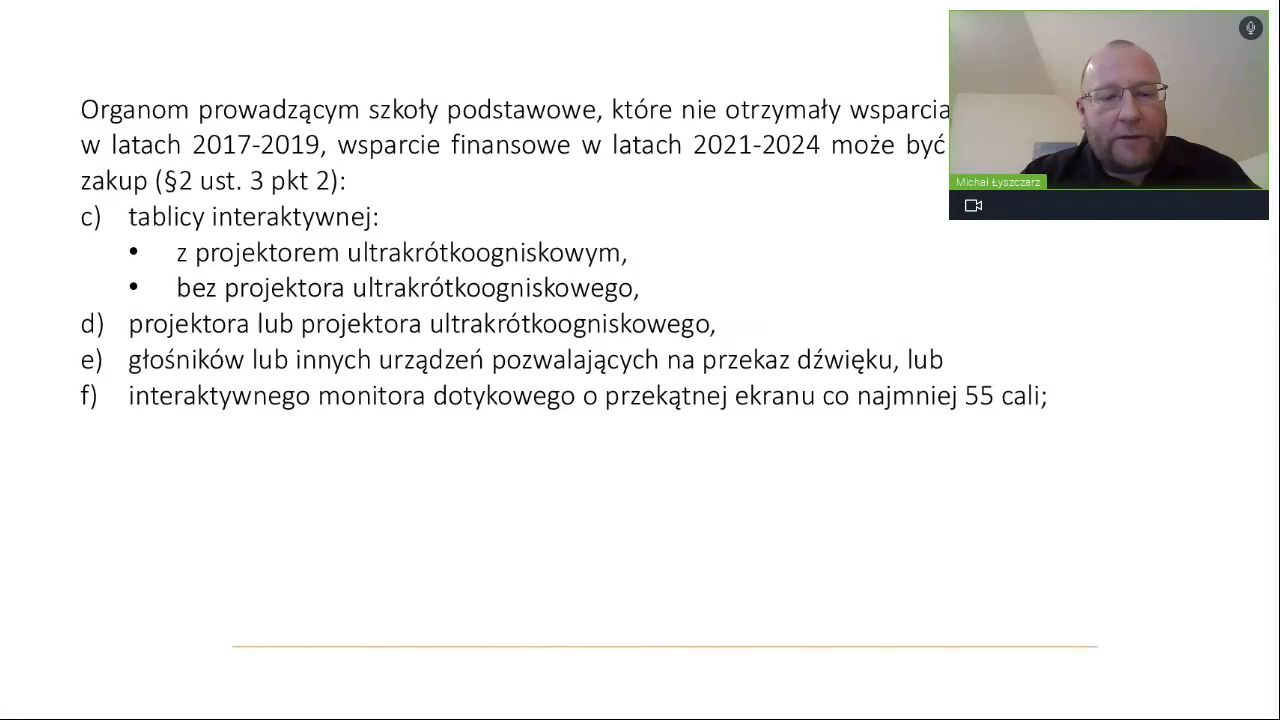 Organom prowadzącym szkoły podstawowe, które nie otrzymały wsparcia
w latach 2017-2019, wsparcie finansowe w latach 2021-2024 może być
zakup (§2 ust. 3 pkt 2):
c) tablicy interaktywnej:
• z projektorem ultrakrótkoogniskowym,
• bez projektora ultrakrótkoogniskowego,
d) projektora lub projektora ultrakrótkoogniskowego,
e) głośników lub innych urządzeń pozwalających na przekaz dźwięku, lub
f) interaktywnego monitora dotykowego o przekątnej ekranu co najmniej 55 cali;
Michał Łyszczarz